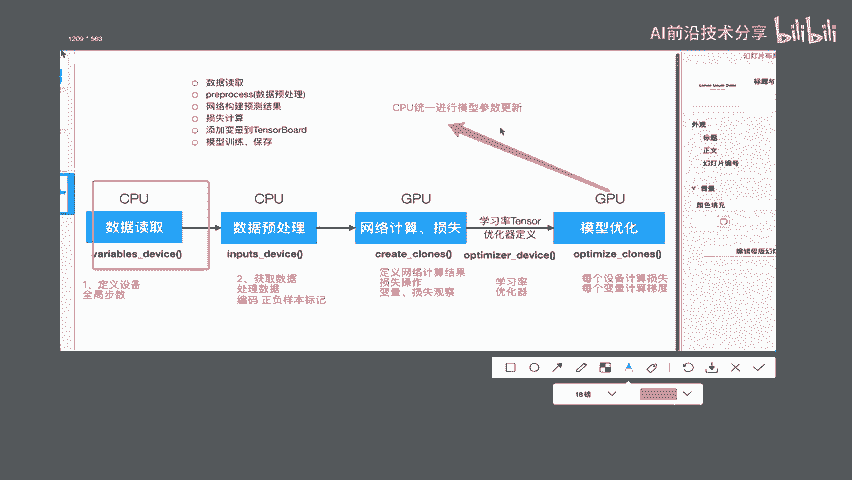 AI前沿技术分享 bilibili
1209 * 563
数据读取
preprocess(数据预处理)
网络构建预测结果
损失计算
添加变量到TensorBoard
模型训练、保存
CPU统一进行模型参数更新
CPU CPU GPU GPU
数据读取 数据预处理 网络计算、损失 学习率Tensor 模型优化
优化器定义
variables_device() inputs_device() create_clones() optimizer_device() optimize_clones()
1、定义设备
全局步数
2、获取数据
处理数据
编码 正负样本标记
定义网络计算结果
损失操作
变量、损失观察
学习率
优化器
每个设备计算损失
每个变量计算梯度
幻灯片布局
Lorem Ipsum Dolor
标题与
外观
标题
正文
幻灯片编号
背景
颜色填充
编辑母版幻灯
18磅